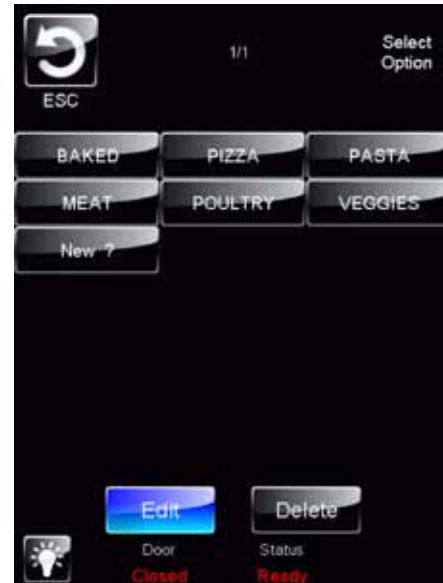 1/1
Select
Option
ESC
BAKED PIZZA PASTA
MEAT POULTRY VEGGIES
New ?
Edit Delete
Door Status
Closed Ready